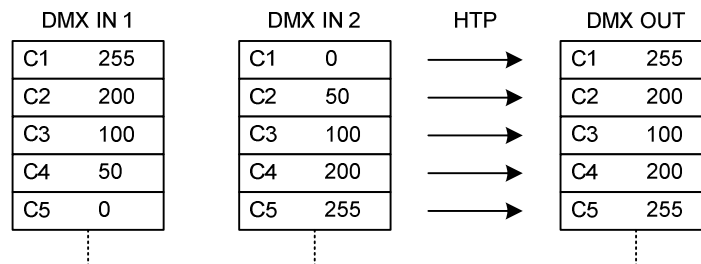 DMX IN 1 DMX IN 2 HTP DMX OUT
C1 255 C1 0 C1 255
C2 200 C2 50 C2 200
C3 100 C3 100 C3 100
C4 50 C4 200 C4 200
C5 0 C5 255 C5 255